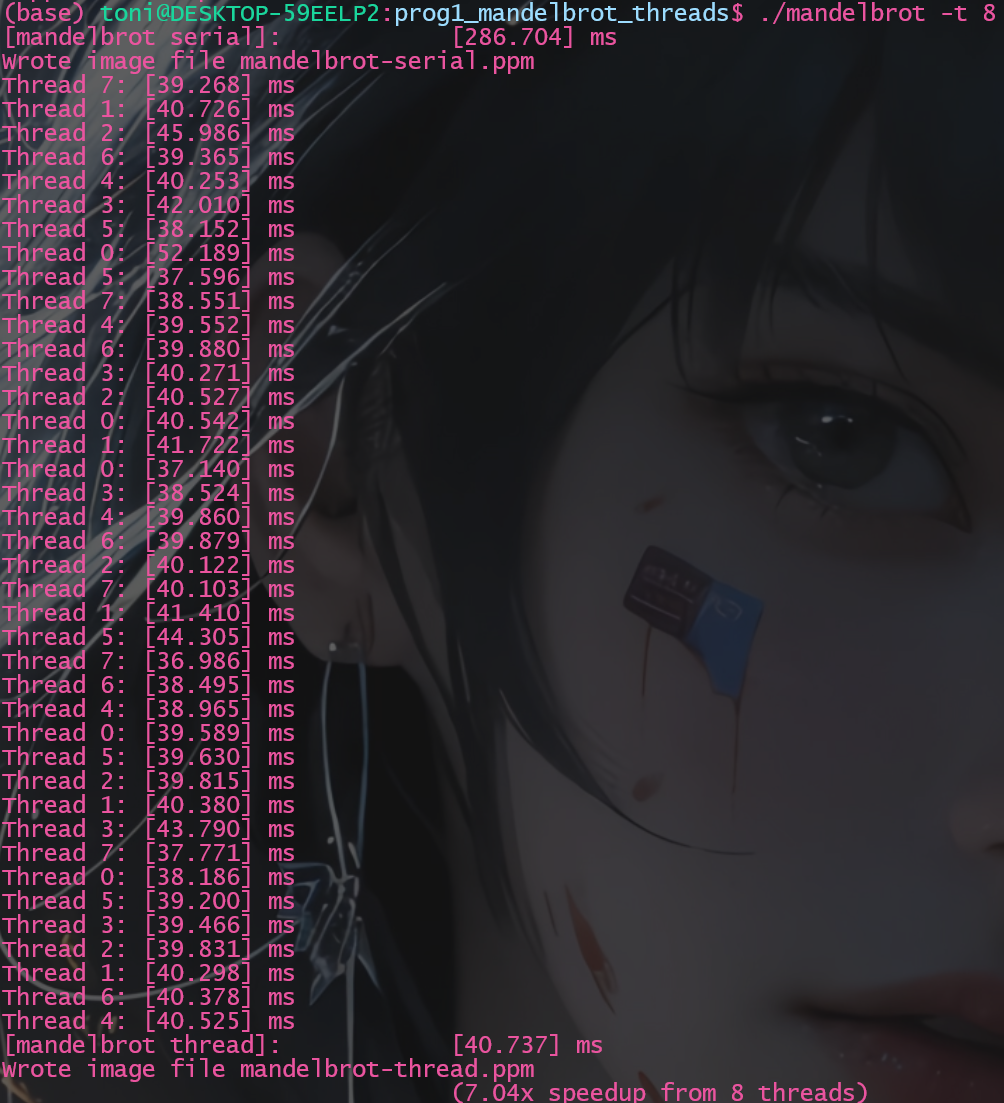 (base) toni@DESKTOP-59EELP2:prog1_mandelbrot_threads$ ./mandelbrot -t 8
[mandelbrot serial]: [286.704] ms
Wrote image file mandelbrot-serial.ppm
Thread 7: [39.268] ms
Thread 1: [40.726] ms
Thread 2: [45.986] ms
Thread 6: [39.365] ms
Thread 4: [40.253] ms
Thread 3: [42.010] ms
Thread 5: [38.152] ms
Thread 0: [52.189] ms
Thread 5: [37.596] ms
Thread 7: [38.551] ms
Thread 4: [39.552] ms
Thread 6: [39.880] ms
Thread 3: [40.271] ms
Thread 2: [40.527] ms
Thread 0: [40.542] ms
Thread 1: [41.722] ms
Thread 0: [37.140] ms
Thread 3: [38.524] ms
Thread 4: [39.860] ms
Thread 6: [39.879] ms
Thread 2: [40.122] ms
Thread 7: [40.103] ms
Thread 1: [41.410] ms
Thread 5: [44.305] ms
Thread 7: [36.986] ms
Thread 6: [38.495] ms
Thread 4: [38.965] ms
Thread 0: [39.589] ms
Thread 5: [39.630] ms
Thread 2: [39.815] ms
Thread 1: [40.380] ms
Thread 3: [43.790] ms
Thread 7: [37.771] ms
Thread 0: [38.186] ms
Thread 5: [39.200] ms
Thread 3: [39.466] ms
Thread 2: [39.831] ms
Thread 1: [40.298] ms
Thread 6: [40.378] ms
Thread 4: [40.525] ms
[mandelbrot thread]: [40.737] ms
Wrote image file mandelbrot-thread.ppm
(7.04x speedup from 8 threads)